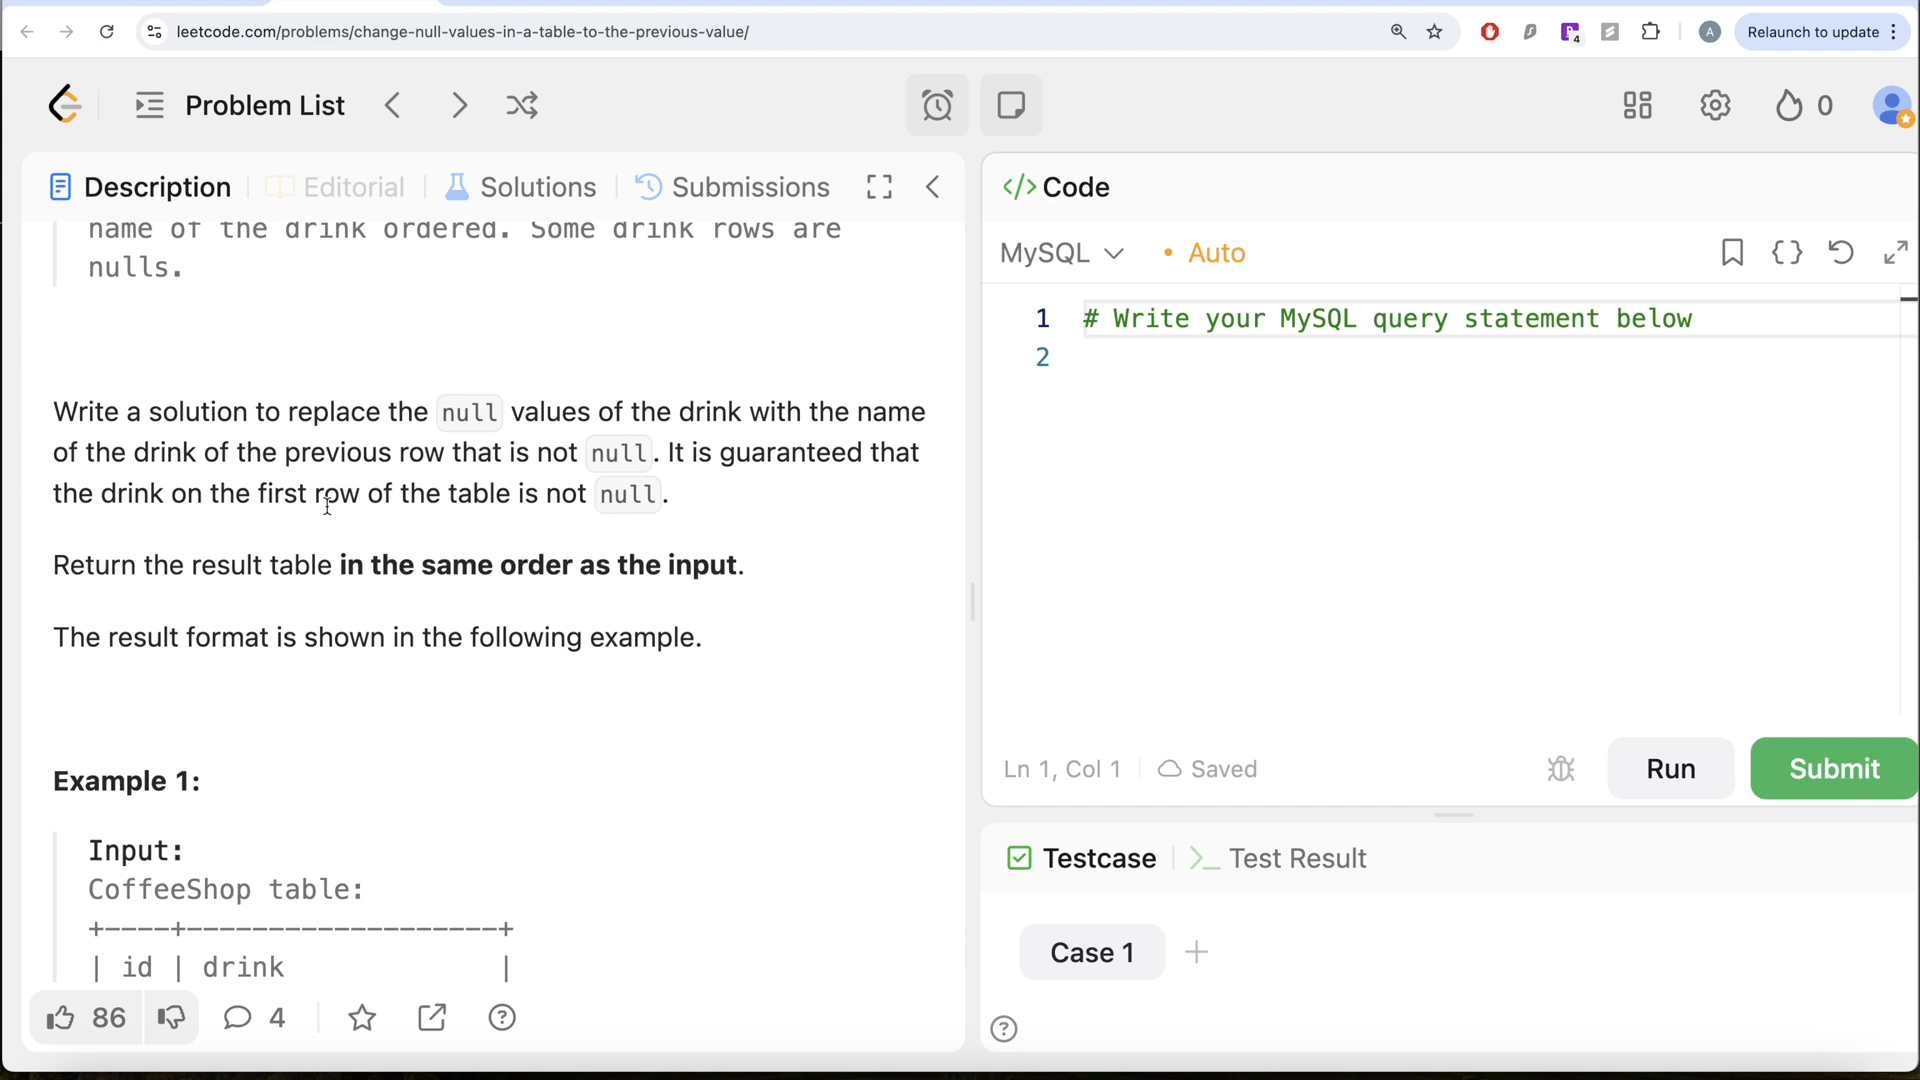 leetcode.com/problems/change-null-values-in-a-table-to-the-previous-value/
4
A
Relaunch to update
Problem List
0
Description
Editorial
Solutions
Submissions
name of the drink ordered. Some drink rows are
nulls.
Write a solution to replace the null values of the drink with the name
of the drink of the previous row that is not null. It is guaranteed that
the drink on the first row of the table is not null.
Return the result table in the same order as the input.
The result format is shown in the following example.
Example 1:
Input:
CoffeeShop table:
+----+-------------------+
| id | drink             |
86
4
</> Code
MySQL
• Auto
1 # Write your MySQL query statement below
2
Ln 1, Col 1
Saved
Run
Submit
Testcase
>_ Test Result
Case 1
+